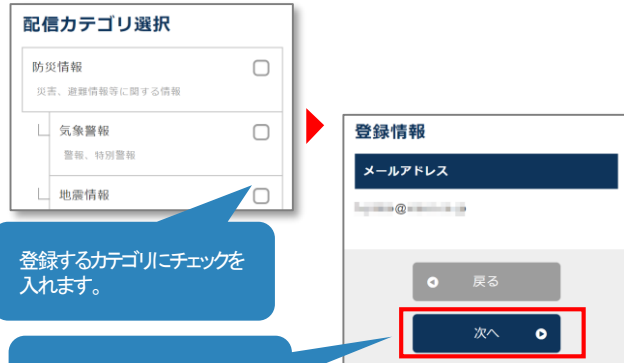 配信カテゴリ選択
防災情報
災害、避難情報等に関する情報
気象警報
警報、特別警報
地震情報
登録するカテゴリにチェックを
入れます。
登録情報
メールアドレス
@
戻る
次へ